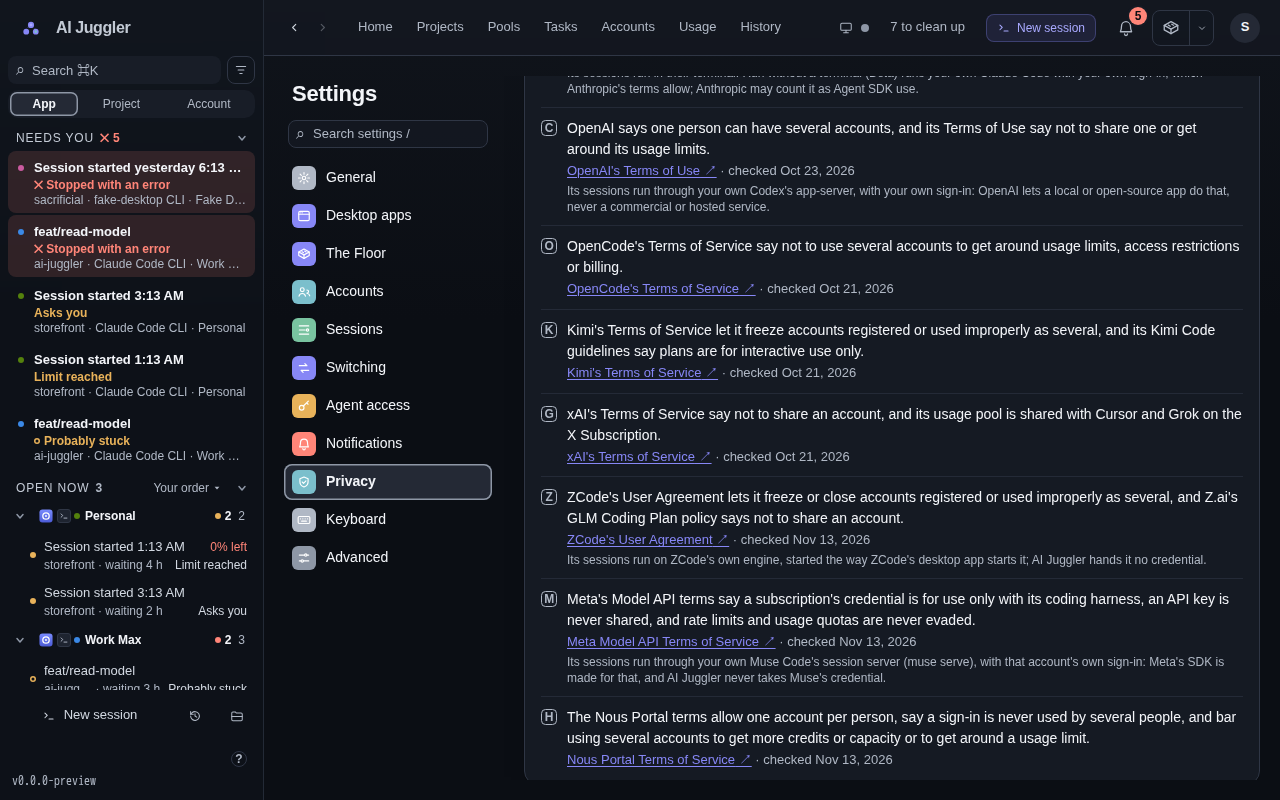 AI Juggler
Search ⌘K
App
Project
Account
NEEDS YOU
5
Session started yesterday 6:13 …
Stopped with an error
sacrificial · fake-desktop CLI · Fake D…
feat/read-model
Stopped with an error
ai-juggler · Claude Code CLI · Work …
Session started 3:13 AM
Asks you
storefront · Claude Code CLI · Personal
Session started 1:13 AM
Limit reached
storefront · Claude Code CLI · Personal
feat/read-model
Probably stuck
ai-juggler · Claude Code CLI · Work …
OPEN NOW 3
Your order
Personal
2 2
Session started 1:13 AM
0% left
storefront · waiting 4 h
Limit reached
Session started 3:13 AM
storefront · waiting 2 h
Asks you
Work Max
2 3
feat/read-model
ai-jugg… · waiting 3 h
Probably stuck
New session
?
v0.0.0-preview
Home
Projects
Pools
Tasks
Accounts
Usage
History
7 to clean up
New session
5
S
Settings
Search settings /
General
Desktop apps
The Floor
Accounts
Sessions
Switching
Agent access
Notifications
Privacy
Keyboard
Advanced
Anthropic's terms allow; Anthropic may count it as Agent SDK use.
C
OpenAI says one person can have several accounts, and its Terms of Use say not to share one or get
around its usage limits.
OpenAI's Terms of Use ↗ · checked Oct 23, 2026
Its sessions run through your own Codex's app-server, with your own sign-in: OpenAI lets a local or open-source app do that,
never a commercial or hosted service.
O
OpenCode's Terms of Service say not to use several accounts to get around usage limits, access restrictions
or billing.
OpenCode's Terms of Service ↗ · checked Oct 21, 2026
K
Kimi's Terms of Service let it freeze accounts registered or used improperly as several, and its Kimi Code
guidelines say plans are for interactive use only.
Kimi's Terms of Service ↗ · checked Oct 21, 2026
G
xAI's Terms of Service say not to share an account, and its usage pool is shared with Cursor and Grok on the
X Subscription.
xAI's Terms of Service ↗ · checked Oct 21, 2026
Z
ZCode's User Agreement lets it freeze or close accounts registered or used improperly as several, and Z.ai's
GLM Coding Plan policy says not to share an account.
ZCode's User Agreement ↗ · checked Nov 13, 2026
Its sessions run on ZCode's own engine, started the way ZCode's desktop app starts it; AI Juggler hands it no credential.
M
Meta's Model API terms say a subscription's credential is for use only with its coding harness, an API key is
never shared, and rate limits and usage quotas are never evaded.
Meta Model API Terms of Service ↗ · checked Nov 13, 2026
Its sessions run through your own Muse Code's session server (muse serve), with that account's own sign-in: Meta's SDK is
made for that, and AI Juggler never takes Muse's credential.
H
The Nous Portal terms allow one account per person, say a sign-in is never used by several people, and bar
using several accounts to get more credits or capacity or to get around a usage limit.
Nous Portal Terms of Service ↗ · checked Nov 13, 2026